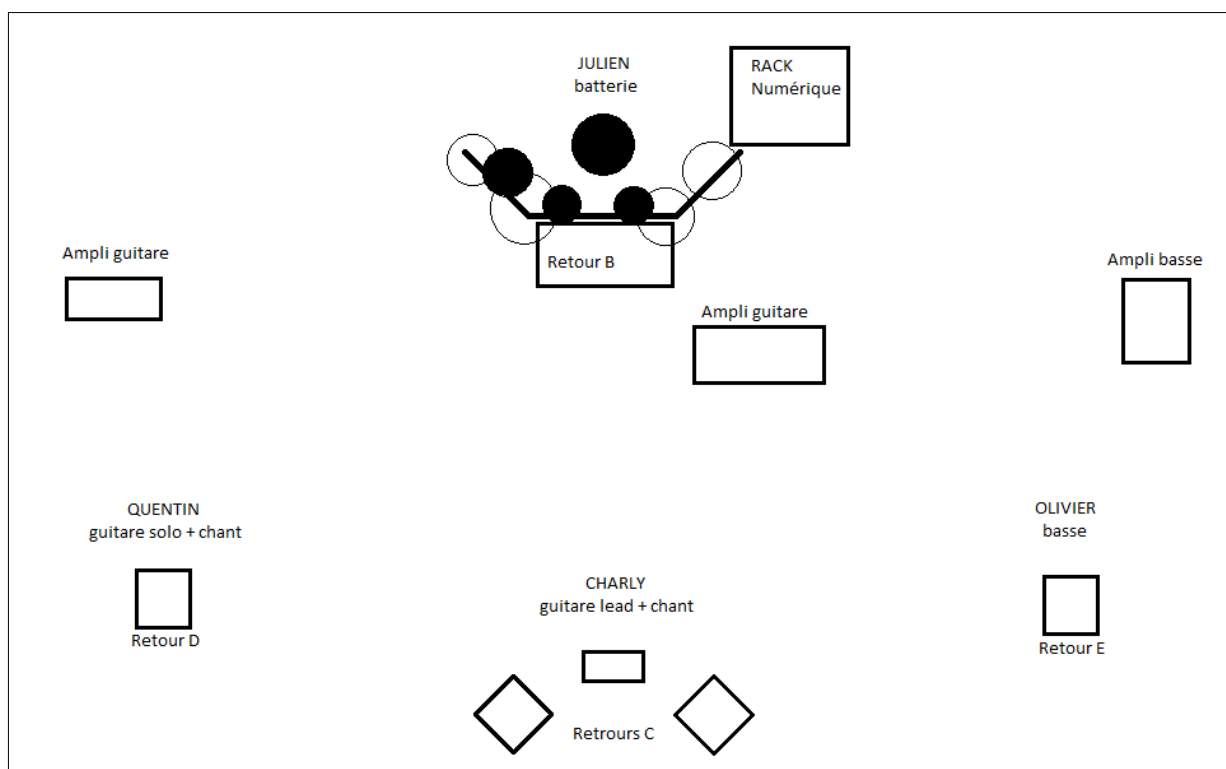 JULIEN
batterie
RACK
Numérique
Retour B
Ampli guitare
Ampli basse
Ampli guitare
QUENTIN
guitare solo + chant
OLIVIER
basse
CHARLY
guitare lead + chant
Retour D
Retour E
Retrours C